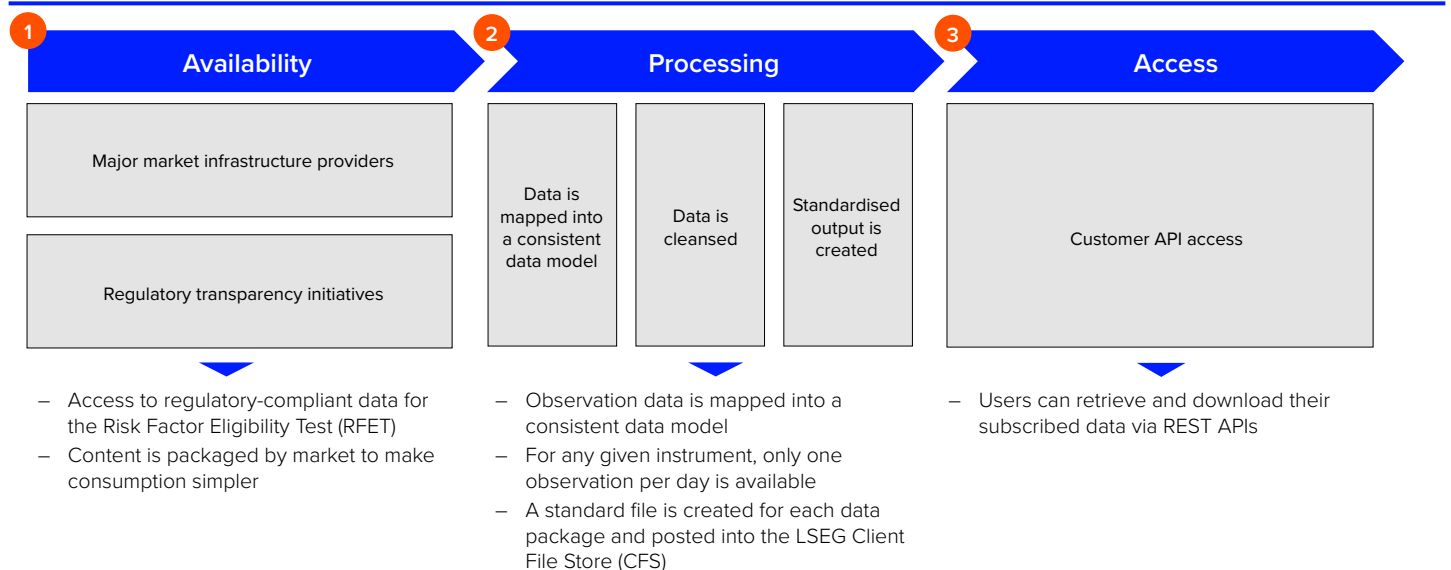 1
Availability
Major market infrastructure providers
Regulatory transparency initiatives
– Access to regulatory-compliant data for
the Risk Factor Eligibility Test (RFET)
– Content is packaged by market to make
consumption simpler
2
Processing
Data is
mapped into
a consistent
data model
Data is
cleansed
Standardised
output is
created
– Observation data is mapped into a
consistent data model
– For any given instrument, only one
observation per day is available
– A standard file is created for each data
package and posted into the LSEG Client
File Store (CFS)
3
Access
Customer API access
– Users can retrieve and download their
subscribed data via REST APIs